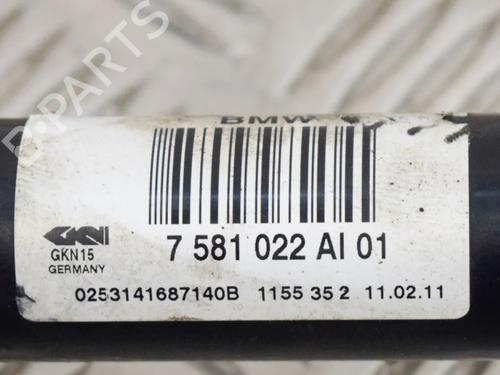 BMW
GKN
GKN15
GERMANY
7 581 022 AI 01
0253141687140B 1155 35 2 11.02.11
B-PARTS